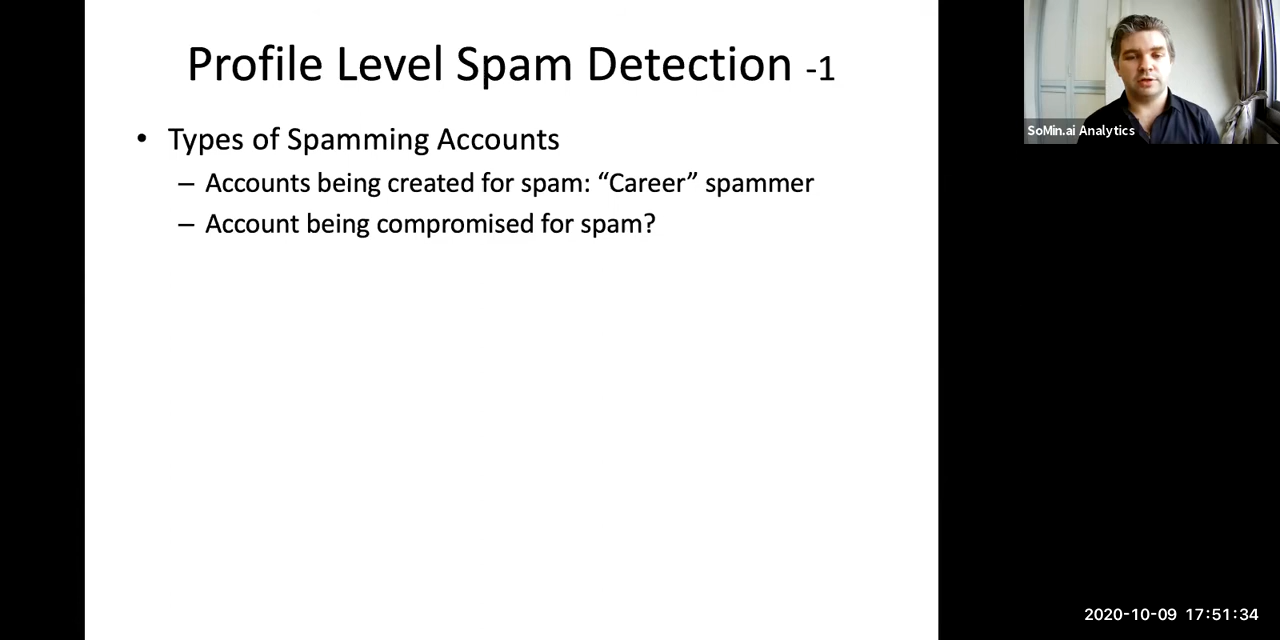 Profile Level Spam Detection -1
• Types of Spamming Accounts
– Accounts being created for spam: “Career” spammer
– Account being compromised for spam?
SoMin.ai Analytics
2020-10-09 17:51:34